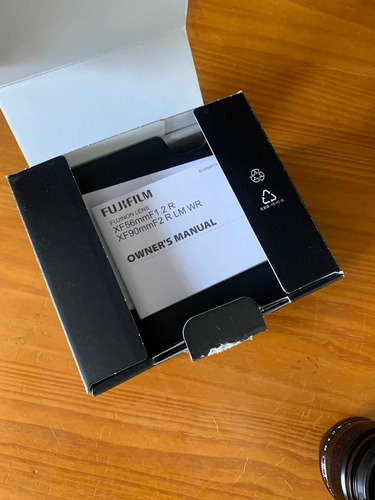 FUJIFILM
FUJINON LENS
XF56mmF1.2 R
XF90mmF2 R LM WR
OWNER'S MANUAL